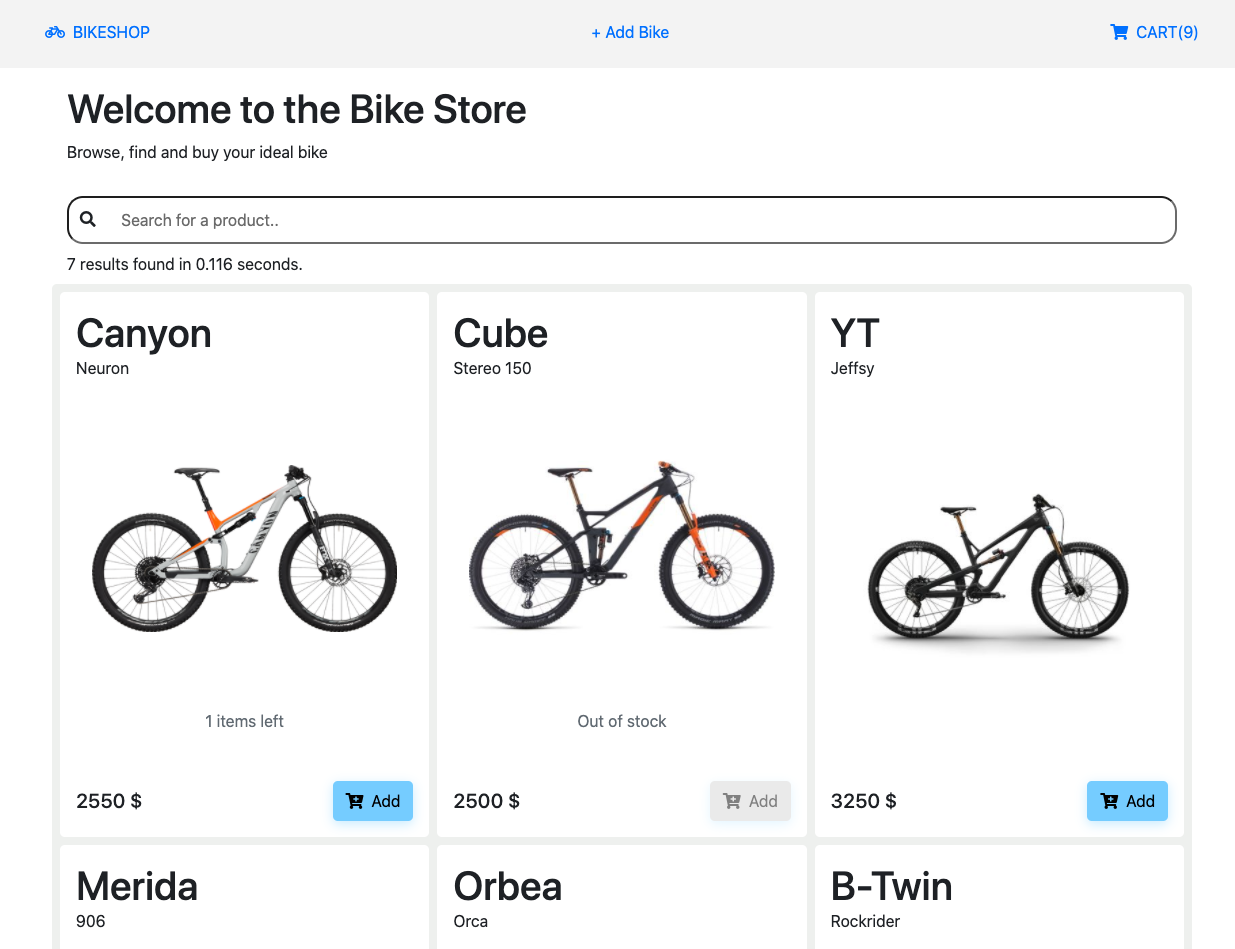 BIKESHOP
+ Add Bike
CART(9)
Welcome to the Bike Store
Browse, find and buy your ideal bike
Search for a product..
7 results found in 0.116 seconds.
Canyon
Neuron
CANYON
1 items left
2550 $
Add
Cube
Stereo 150
Out of stock
2500 $
Add
YT
Jeffsy
3250 $
Add
Merida
906
Orbea
Orca
B-Twin
Rockrider